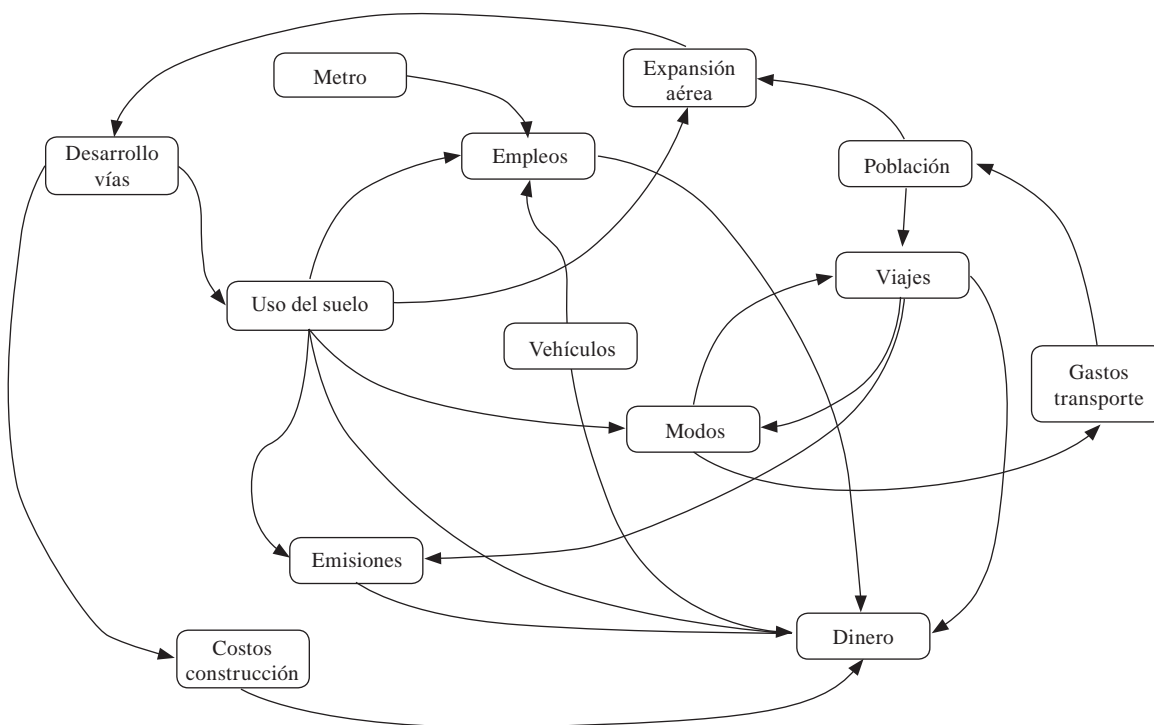 Metro
Expansión
aérea
Desarrollo
vías
Empleos
Población
Uso del suelo
Viajes
Vehículos
Gastos
transporte
Modos
Emisiones
Dinero
Costos
construcción